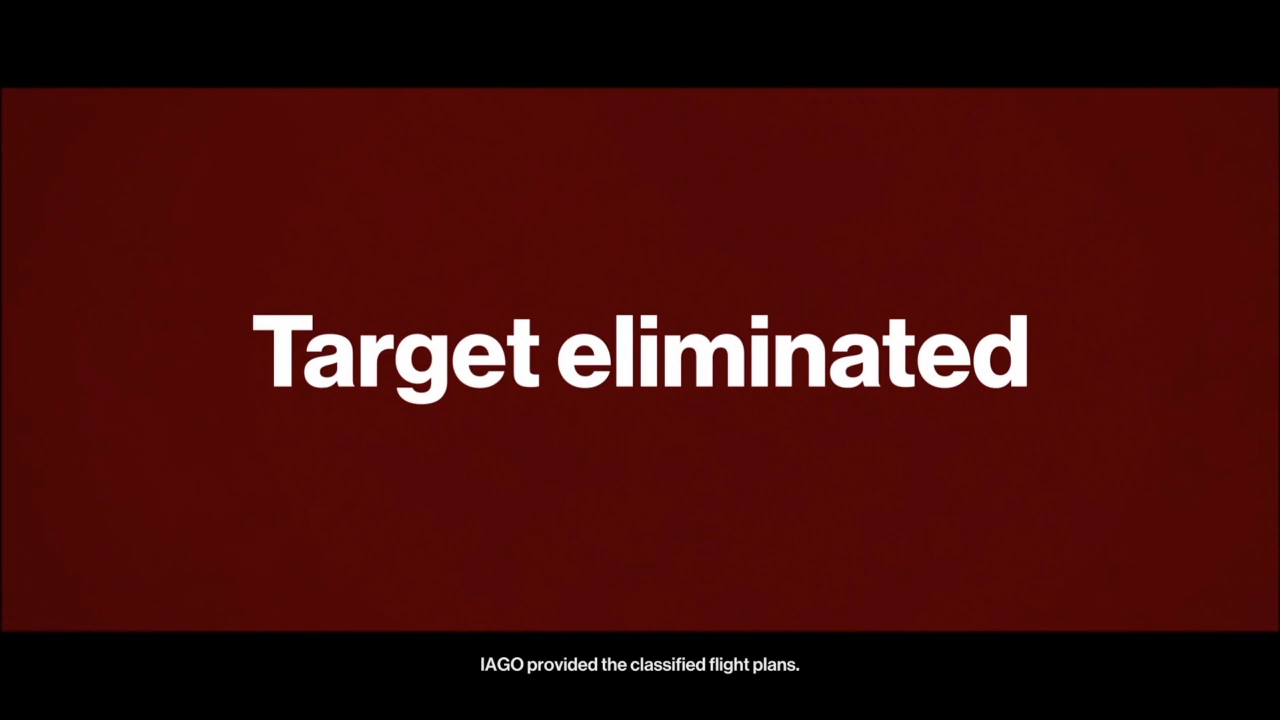 Target eliminated
IAGO provided the classified flight plans.